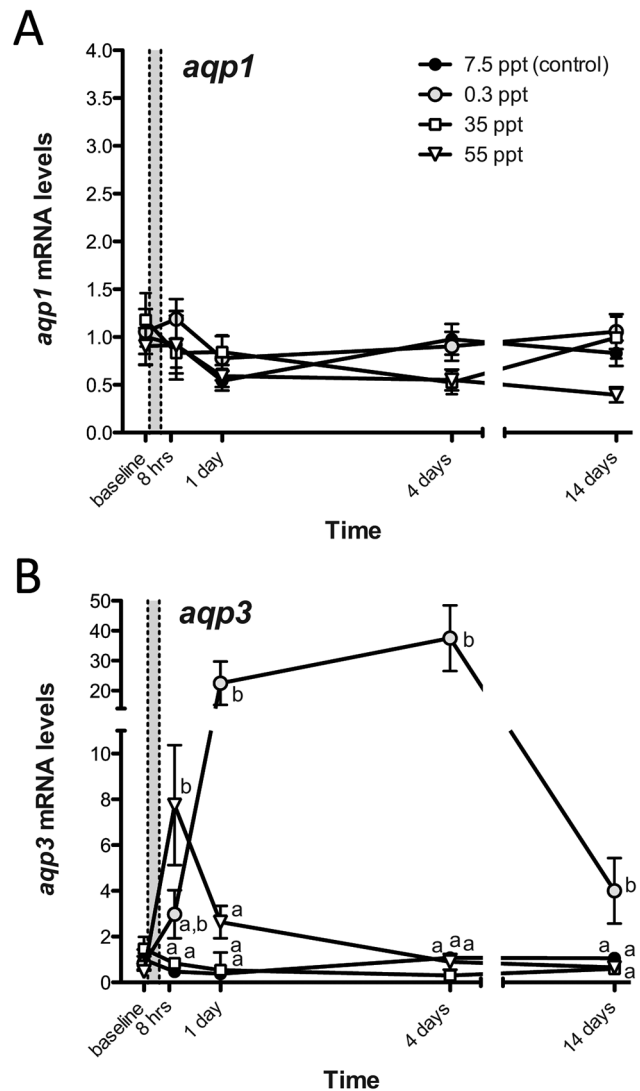 A
aqp1
7.5 ppt (control)
0.3 ppt
35 ppt
55 ppt
4.0
3.5
3.0
2.5
2.0
1.5
1.0
0.5
0.0
aqp1 mRNA levels
baseline
8 hrs
1 day
4 days
14 days
Time
B
aqp3
50
40
30
20
10
8
6
4
2
0
aqp3 mRNA levels
b
b
b
b
a,b
a
a
a
a
a
a
a
a
a
a
a
baseline
8 hrs
1 day
4 days
14 days
Time